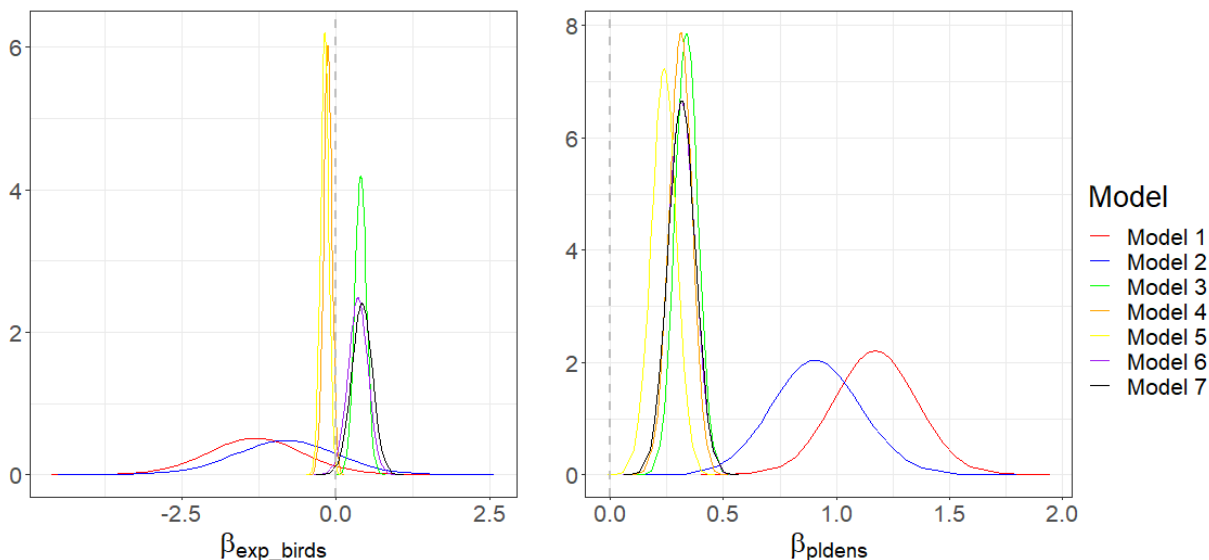 6
4
2
0
-2.5
0.0
2.5
βexp_birds
8
6
4
2
0
0.0
0.5
1.0
1.5
2.0
βpldens
Model
Model 1
Model 2
Model 3
Model 4
Model 5
Model 6
Model 7